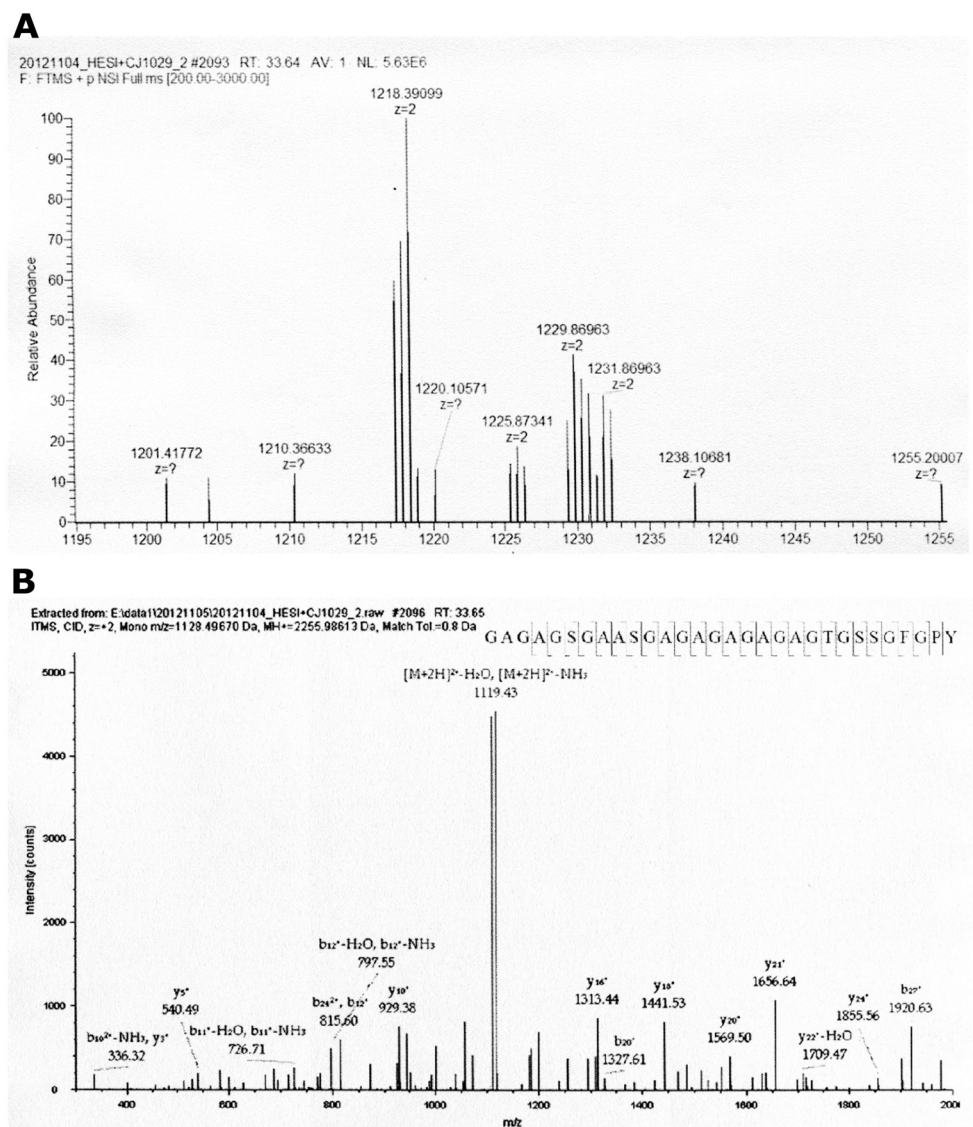 A
20121104_HESI+CJ1029_2 #2093 RT: 33.64 AV: 1 NL: 5.63E6
F: FTMS + p NSI Full ms [200.00-3000.00]
1218.39099
z=2
100
90
80
70
60
50
40
30
20
10
0
Relative Abundance
1229.86963
z=2
1231.86963
z=2
1220.10571
z=?
1225.87341
z=2
1201.41772
z=?
1210.36633
z=?
1238.10681
z=?
1255.20007
z=?
1195 1200 1205 1210 1215 1220 1225 1230 1235 1240 1245 1250 1255
B
Extracted from: E:\data1\20121105\20121104_HESI+CJ1029_2.raw #2096 RT: 33.65
ITMS, CID, z=+2, Mono m/z=1128.49670 Da, MH+=2255.98613 Da, Match Tol.=0.8 Da
GAGAGSGAASGAGAGAGAGAGTGSSGFGPY
[M+2H]²⁺-H₂O, [M+2H]²⁺-NH₃
1119.43
5000
4000
3000
2000
1000
0
Intensity [counts]
b₁₂⁺-H₂O, b₁₂⁺-NH₃
797.55
y₅⁺
540.49
b₂₄²⁺, b₁₂⁺
815.60
y₁₀⁺
929.38
b₁₀²⁺-NH₃, y₃⁺
336.32
b₁₁⁺-H₂O, b₁₁⁺-NH₃
726.71
y₁₆⁺
1313.44
b₂₀⁺
1327.61
y₁₈⁺
1441.53
y₂₀⁺
1569.50
y₂₁⁺
1656.64
y₂₂⁺-H₂O
1709.47
y₂₄⁺
1855.56
b₂₇⁺
1920.63
400 600 800 1000 1200 1400 1600 1800
m/z